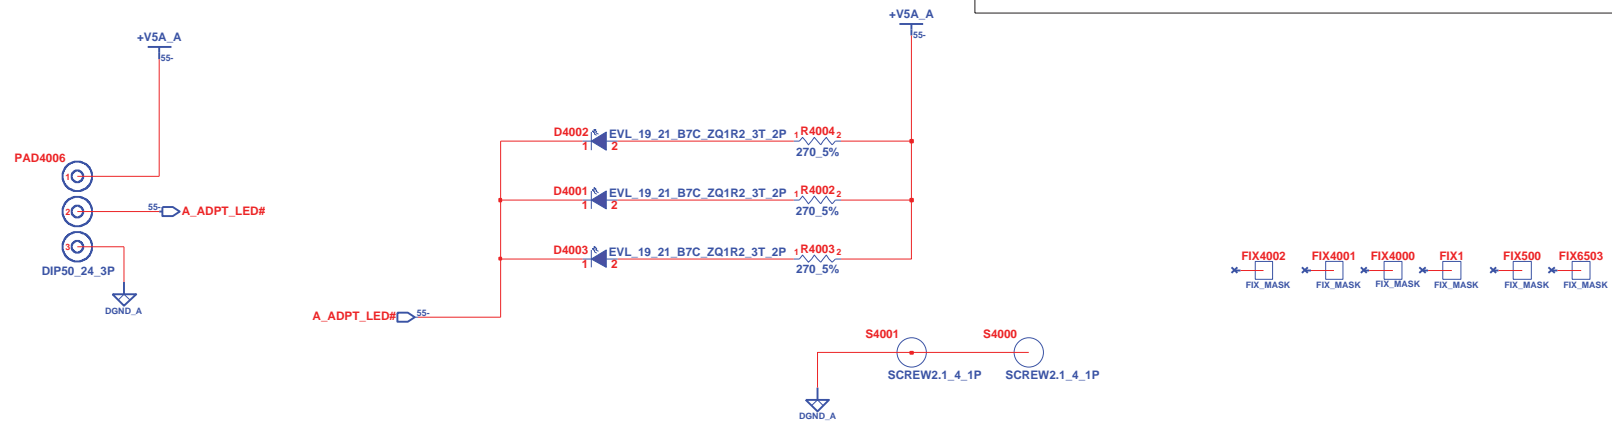 +V5A_A
55-
PAD4006
1
2
55-
A_ADPT_LED#
3
DIP50_24_3P
DGND_A
+V5A_A
55-
D4002
EVL_19_21_B7C_ZQ1R2_3T_2P
1
2
1
R4004
2
270_5%
D4001
EVL_19_21_B7C_ZQ1R2_3T_2P
1
2
1
R4002
2
270_5%
D4003
EVL_19_21_B7C_ZQ1R2_3T_2P
1
2
1
R4003
2
270_5%
A_ADPT_LED#
55-
S4001
S4000
SCREW2.1_4_1P
SCREW2.1_4_1P
DGND_A
FIX4002
FIX4001
FIX4000
FIX1
FIX500
FIX6503
FIX_MASK
FIX_MASK
FIX_MASK
FIX_MASK
FIX_MASK
FIX_MASK